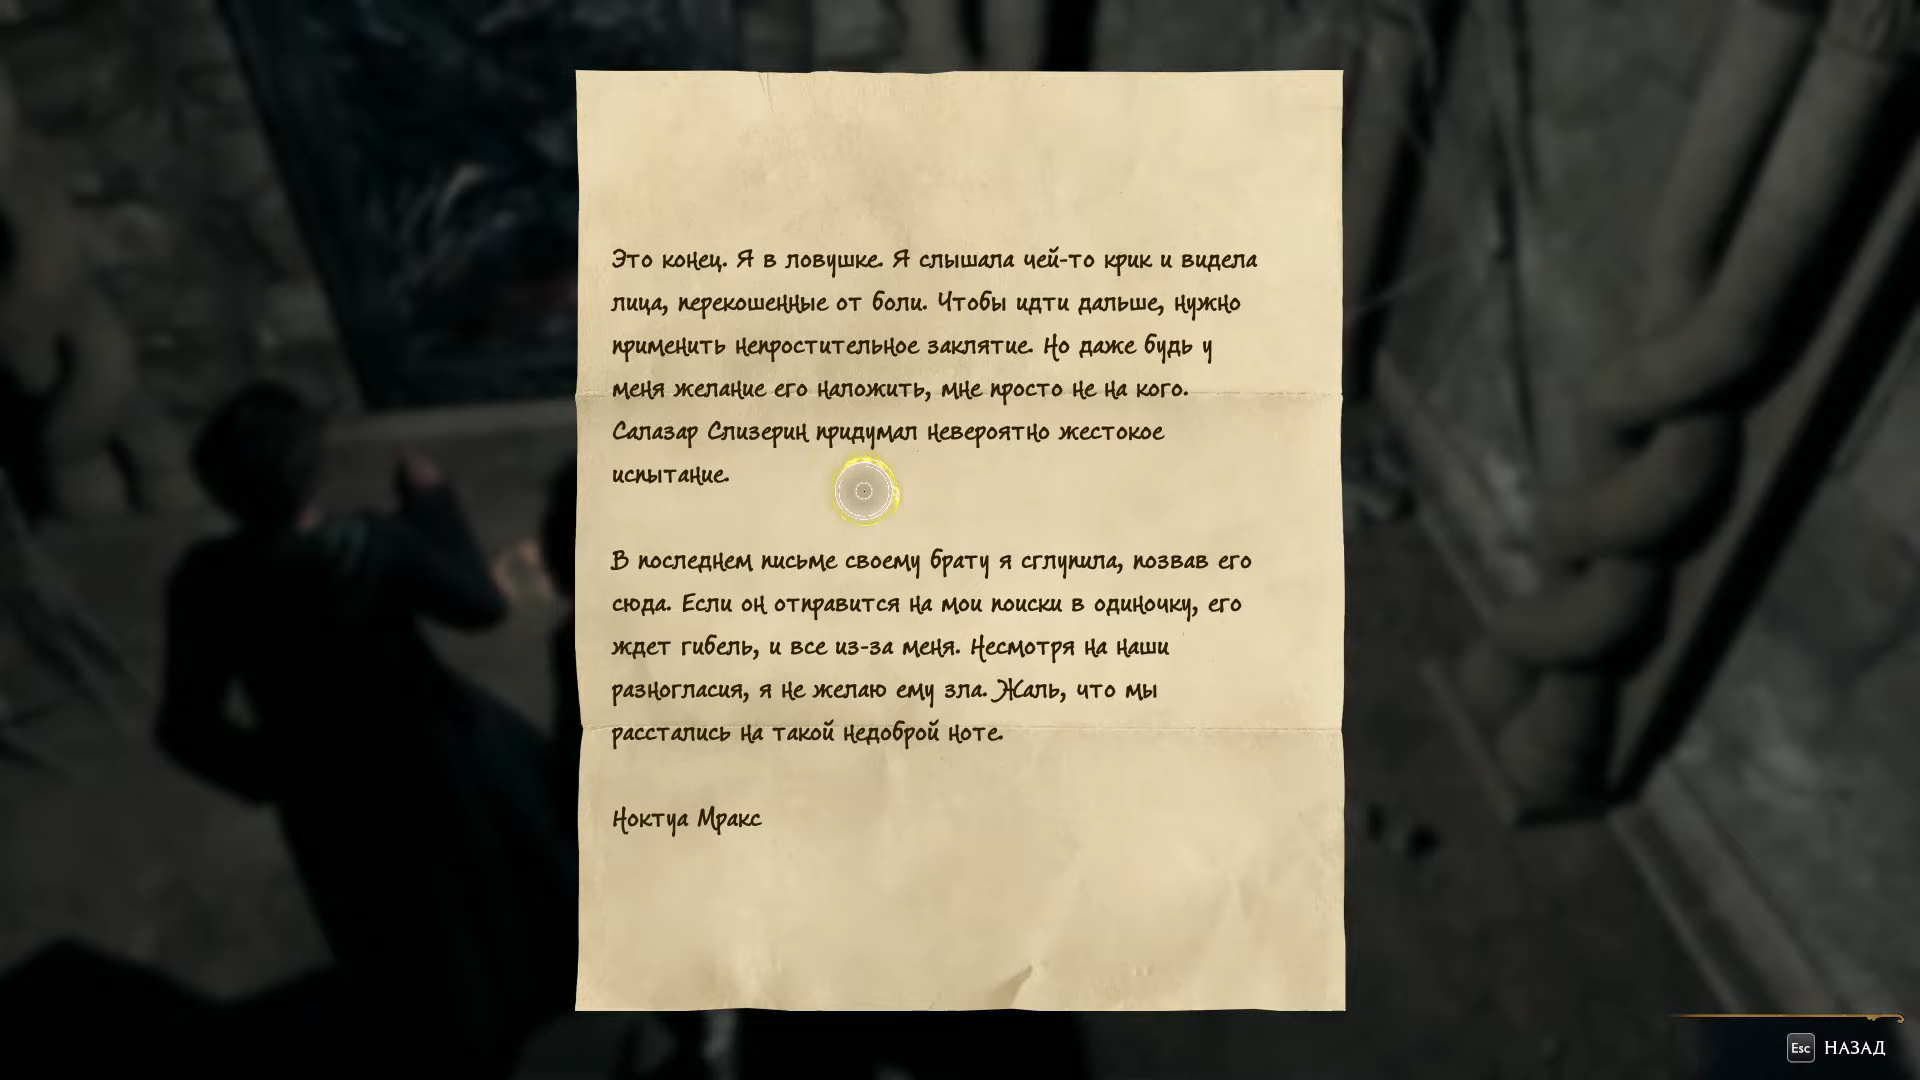 Это конец. Я в ловушке. Я слышала чей-то крик и видела
лица, перекошенные от боли. Чтобы идти дальше, нужно
применить непростительное заклятие. Но даже будь у
меня желание его наложить, мне просто не на кого.
Салазар Слизерин придумал невероятно жестокое
испытание.
В последнем письме своему брату я сглупила, позвав его
сюда. Если он отправится на мои поиски в одиночку, его
ждет гибель, и все из-за меня. Несмотря на наши
разногласия, я не желаю ему зла. Жаль, что мы
расстались на такой недоброй ноте.
Ноктуа Мракс
Esc НАЗАД